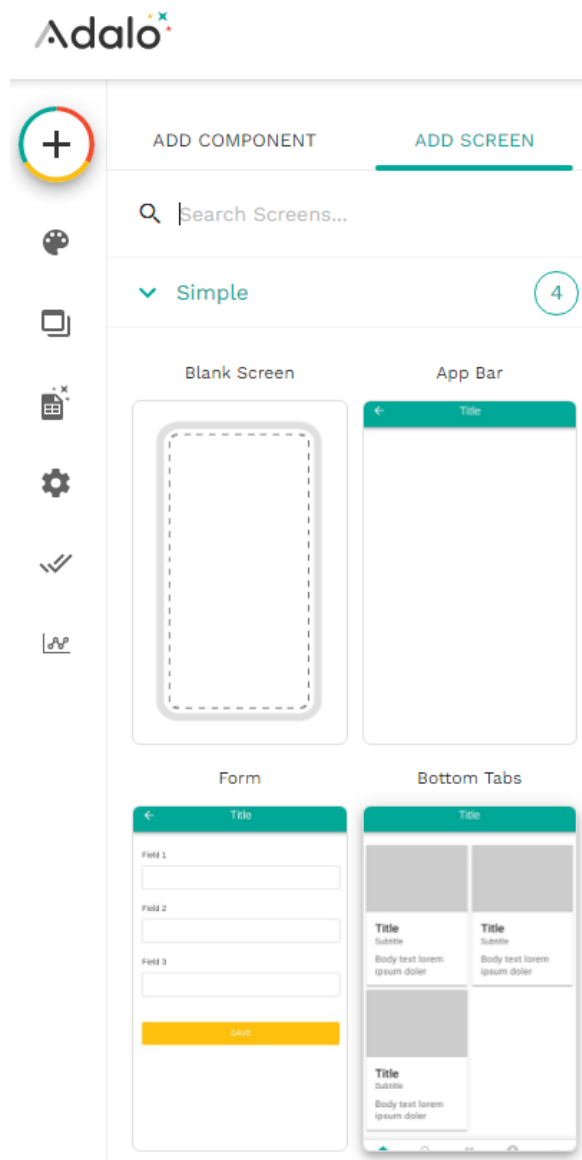 Adalo
ADD COMPONENT ADD SCREEN
Search Screens...
Simple 4
Blank Screen App Bar
Title
Form Bottom Tabs
Title Title
Field 1
Field 2
Field 3
SAVE
Title Title
Subtitle Subtitle
Body text lorem Body text lorem
ipsum doler ipsum doler
Title
Subtitle
Body text lorem
ipsum doler